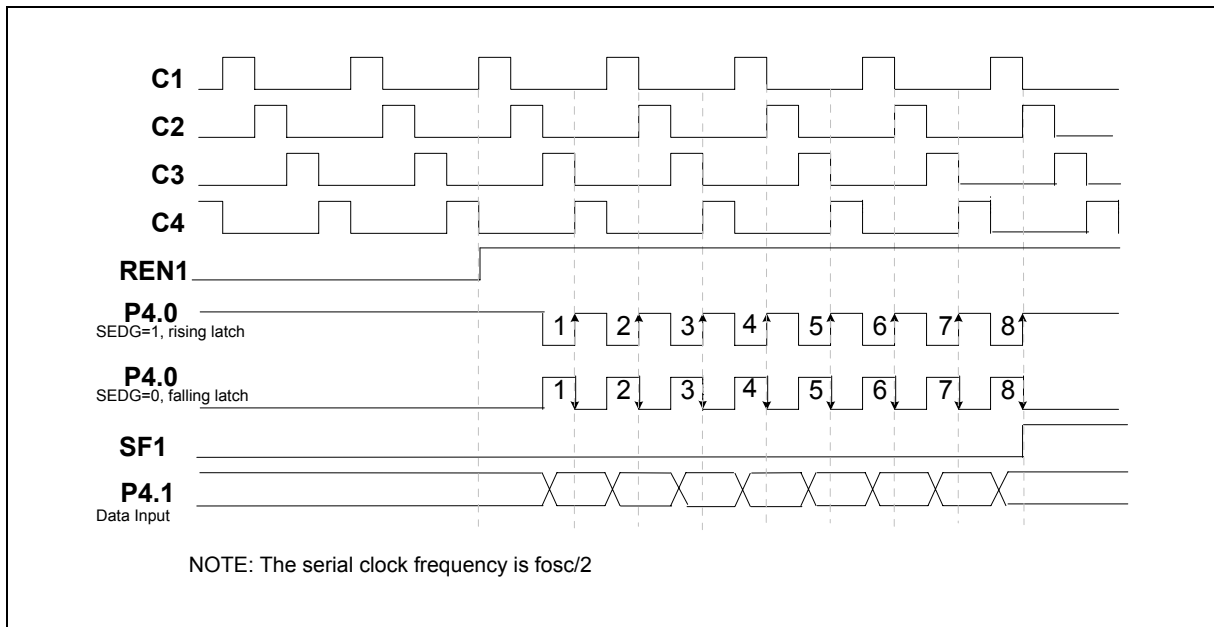 C1
C2
C3
C4
REN1
P4.0
SEDG=1, rising latch
1 2 3 4 5 6 7 8
P4.0
SEDG=0, falling latch
1 2 3 4 5 6 7 8
SF1
P4.1
Data Input
NOTE: The serial clock frequency is fosc/2